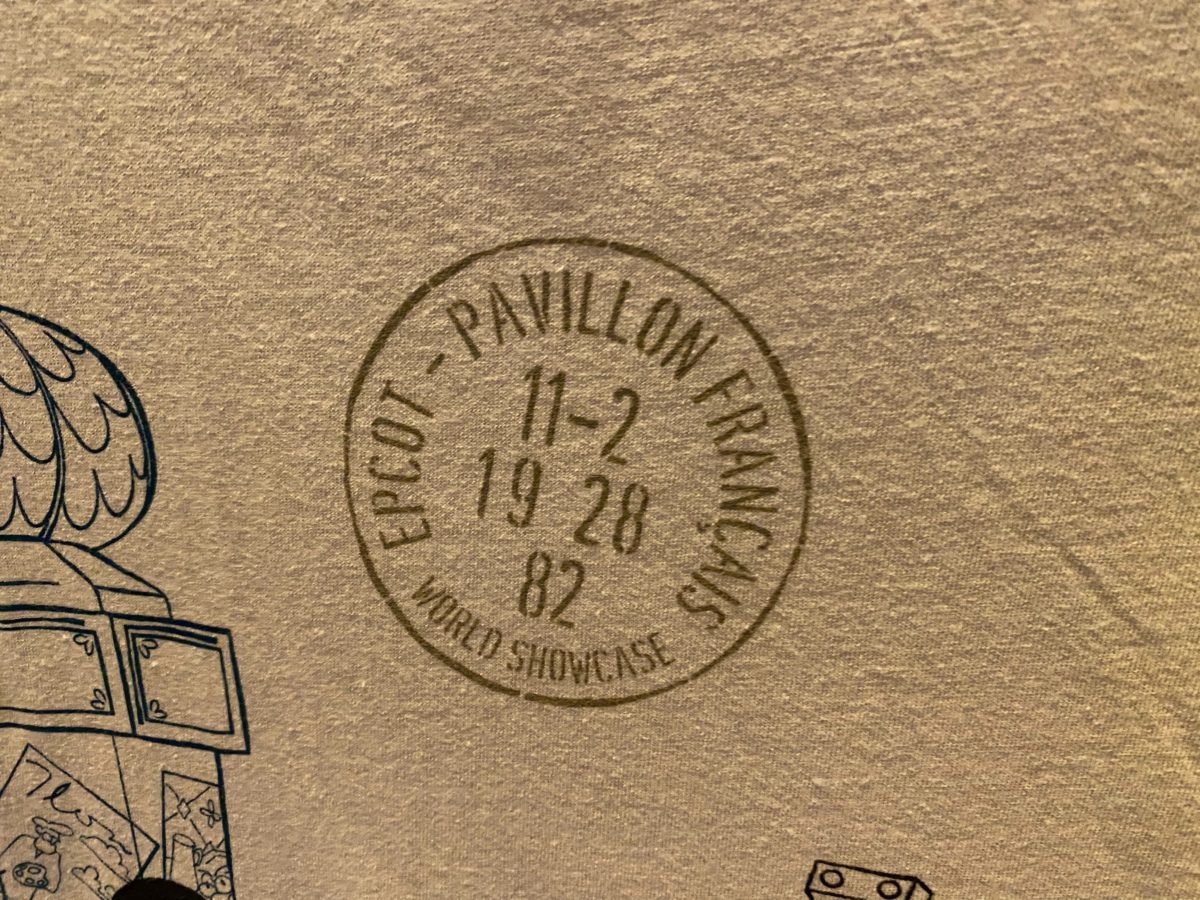 EPCOT - PAVILLON FRANÇAIS
11-2
19 28
82
WORLD SHOWCASE